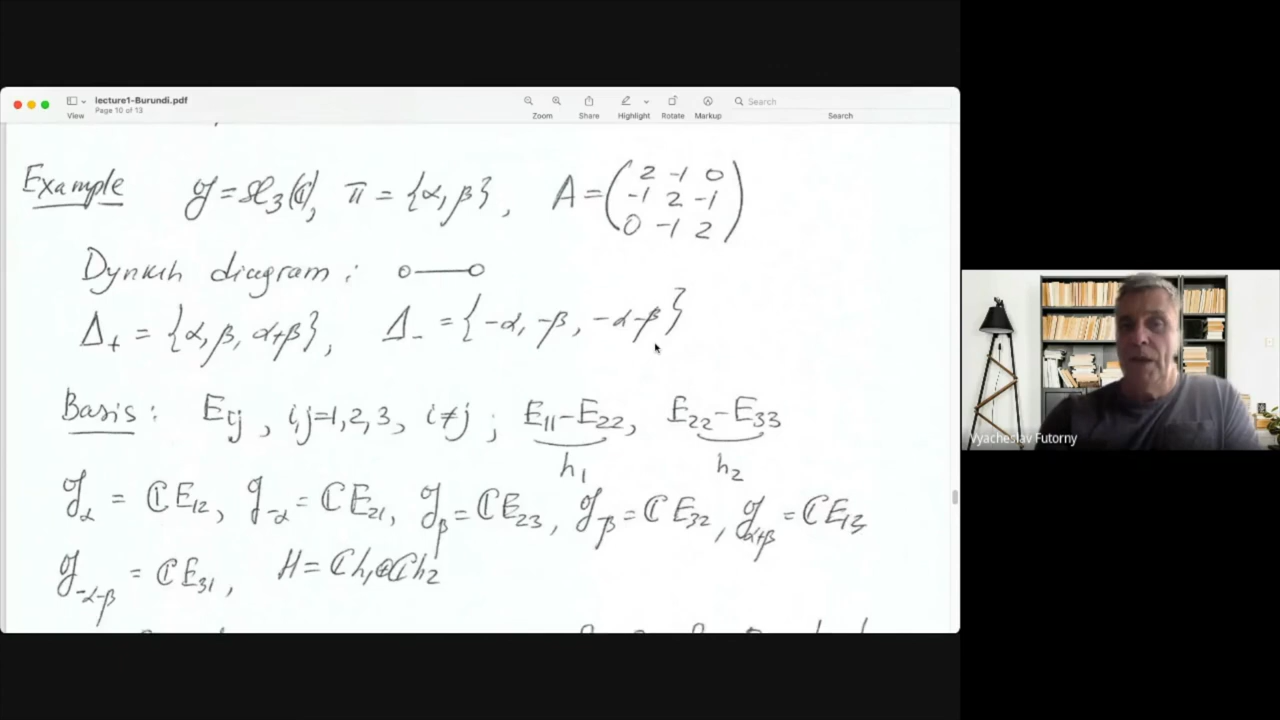 lecture1-Burundi.pdf
Page 10 of 13
View
Zoom
Share
Highlight
Rotate
Markup
Search
Search
Example g = sl₃(ℂ), π = {α, β}, A = ( 2 -1 0
-1 2 -1
0 -1 2 )
Dynkin diagram:
Δ₊ = {α, β, α+β}, Δ₋ = {-α, -β, -α-β}
Basis: Eij, i,j=1,2,3, i≠j; E₁₁-E₂₂, E₂₂-E₃₃
h₁ h₂
g_α = ℂE₁₂, g_-α = ℂE₂₁, g_β = ℂE₂₃, g_-β = ℂE₃₂, g_α+β = ℂE₁₃,
g_-α-β = ℂE₃₁, H = ℂh₁⊕ℂh₂
Vyacheslav Futorny